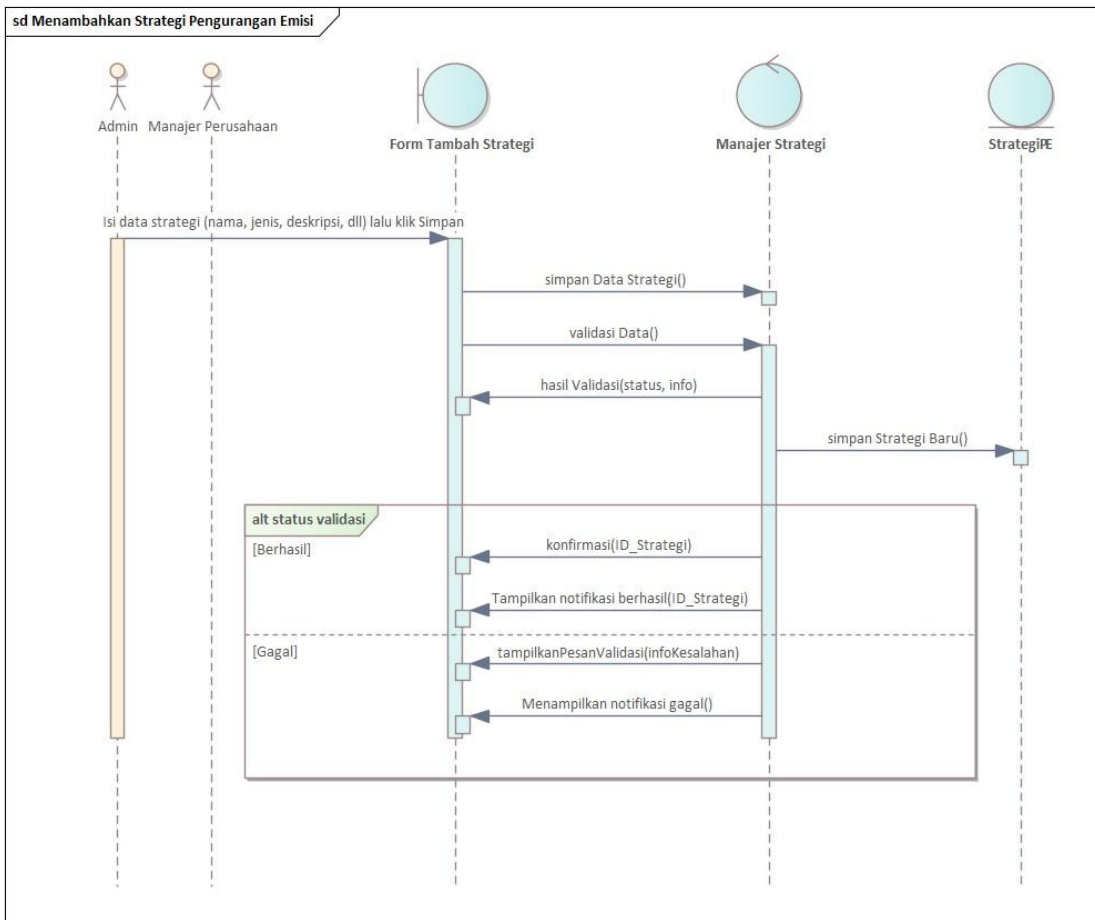 sd Menambahkan Strategi Pengurangan Emisi
Admin
Manajer Perusahaan
Form Tambah Strategi
Manajer Strategi
StrategiPE
Isi data strategi (nama, jenis, deskripsi, dll) lalu klik Simpan
simpan Data Strategi()
validasi Data()
hasil Validasi(status, info)
simpan Strategi Baru()
alt status validasi
[Berhasil]
konfirmasi(ID_Strategi)
Tampilkan notifikasi berhasil(ID_Strategi)
[Gagal]
tampilkanPesanValidasi(infoKesalahan)
Menampilkan notifikasi gagal()